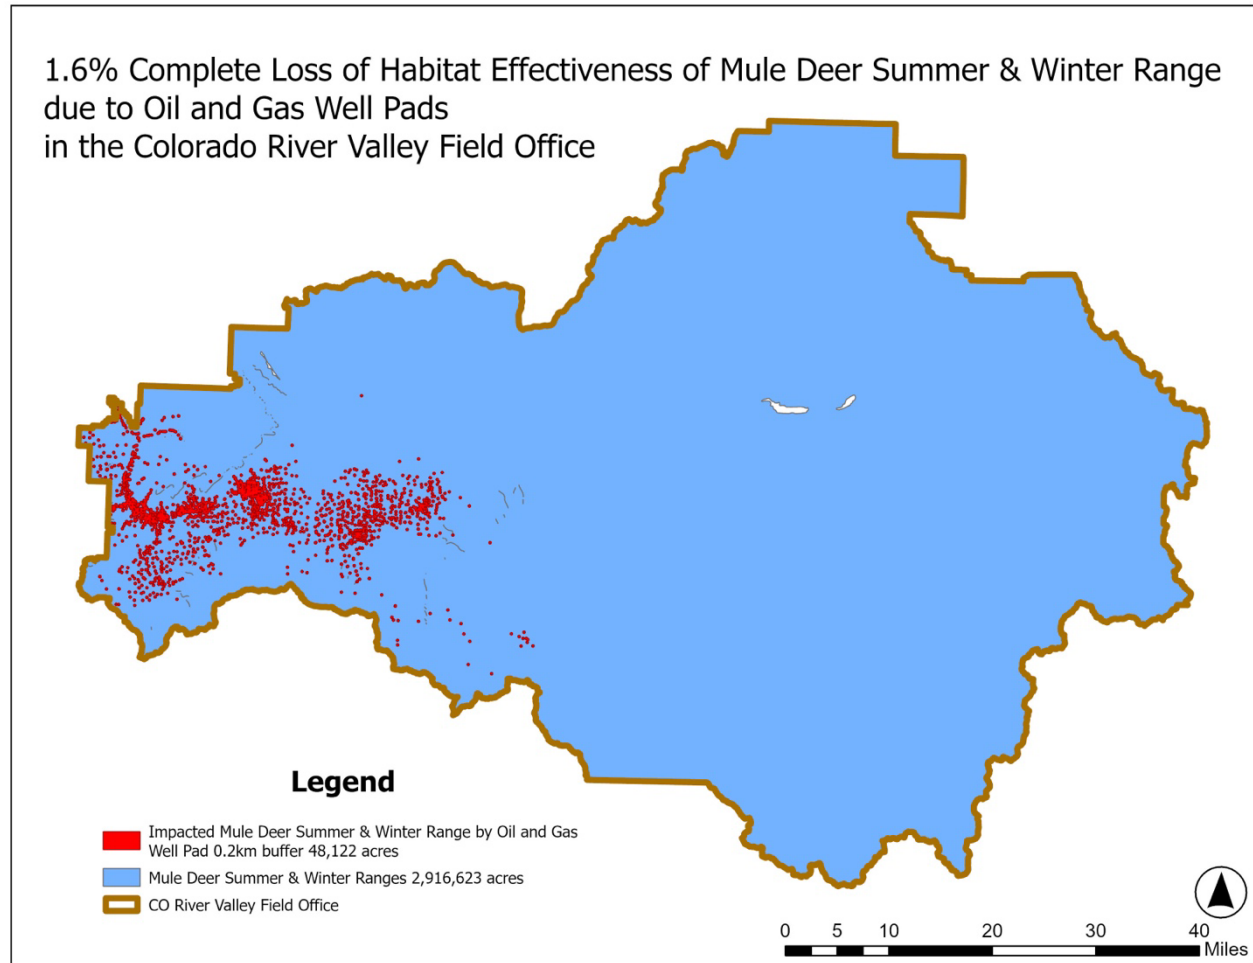 1.6% Complete Loss of Habitat Effectiveness of Mule Deer Summer & Winter Range
due to Oil and Gas Well Pads
in the Colorado River Valley Field Office
Legend
Impacted Mule Deer Summer & Winter Range by Oil and Gas
Well Pad 0.2km buffer 48,122 acres
Mule Deer Summer & Winter Ranges 2,916,623 acres
CO River Valley Field Office
0 5 10 20 30 40
Miles